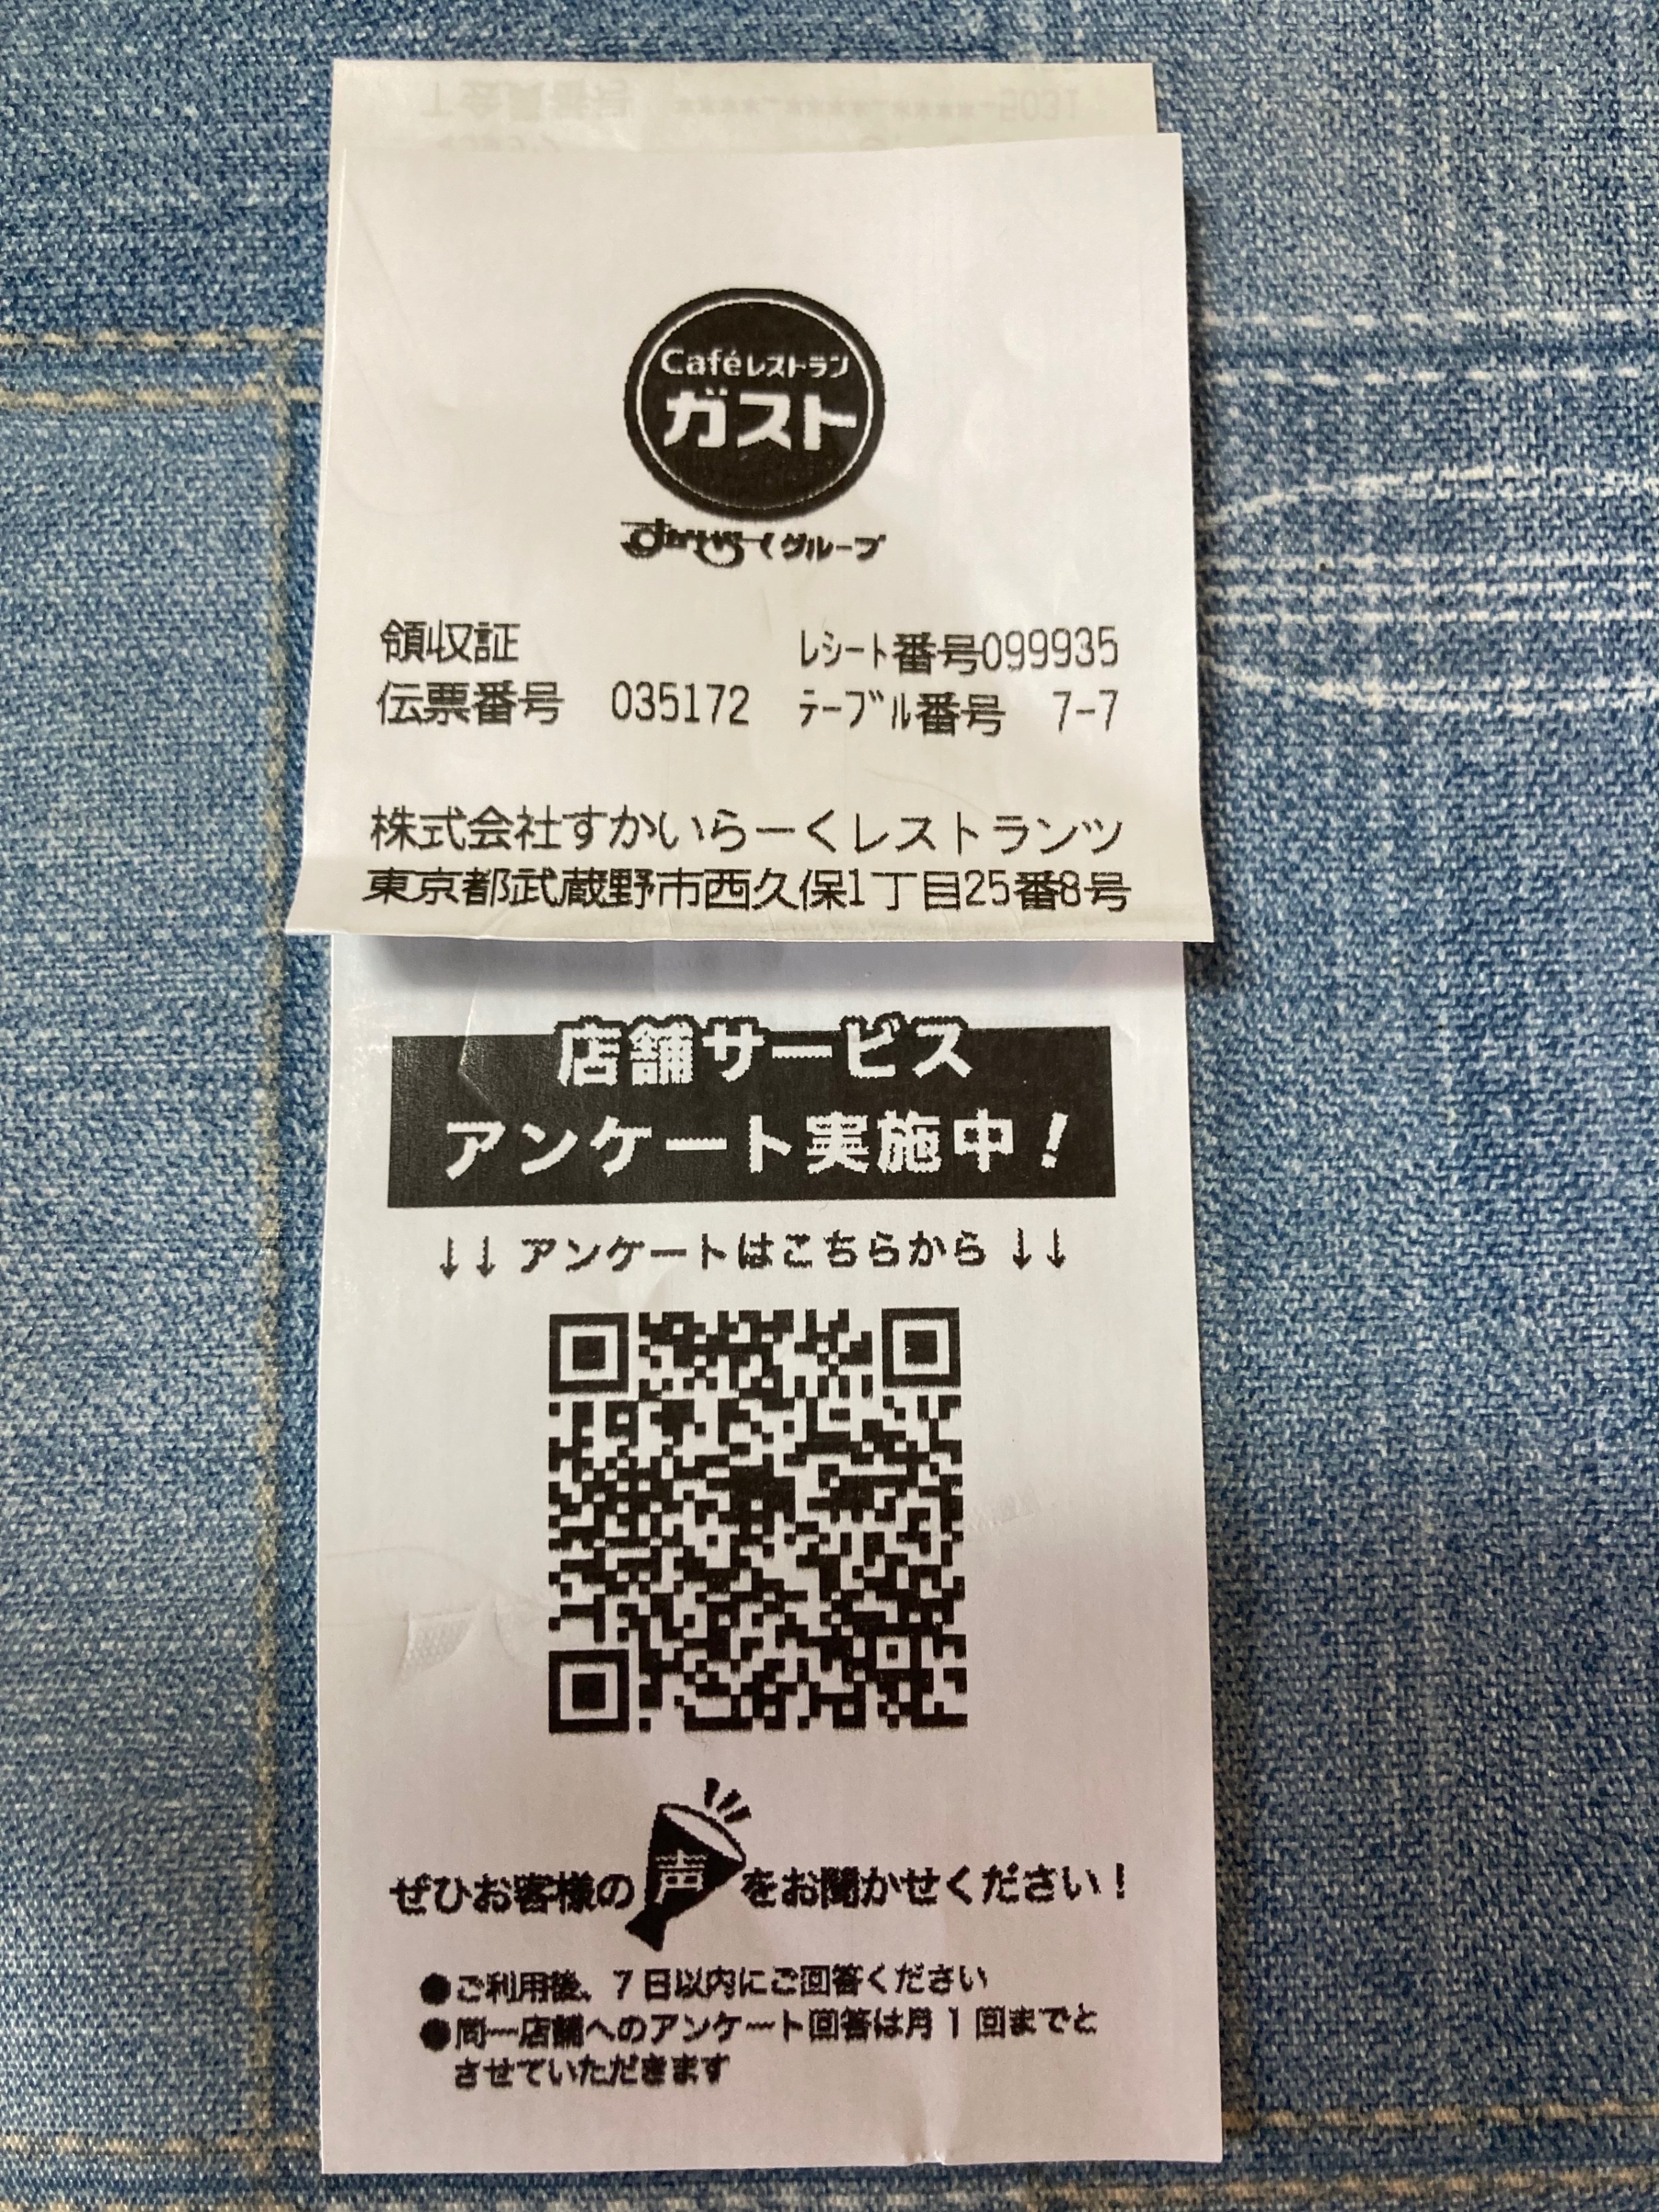 T会員番号 ****-****-****-5031
Caféレストラン
ガスト
すかいらーくグループ
領収証 ﾚｼｰﾄ番号099935
伝票番号 035172 ﾃｰﾌﾞﾙ番号 7-7
株式会社すかいらーくレストランツ
東京都武蔵野市西久保1丁目25番8号
店舗サービス
アンケート実施中！
↓↓ アンケートはこちらから ↓↓
ぜひお客様の声をお聞かせください！
●ご利用後、7日以内にご回答ください
●同一店舗へのアンケート回答は月1回までと
させていただきます